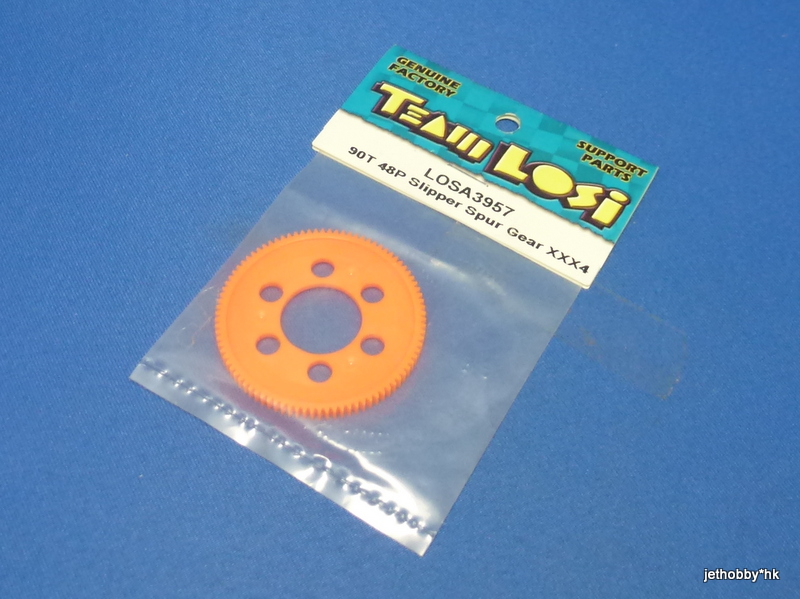 GENUINE
FACTORY
TEAM LOSI
SUPPORT
PARTS
LOSA3957
90T 48P Slipper Spur Gear XXX4
jethobby*hk